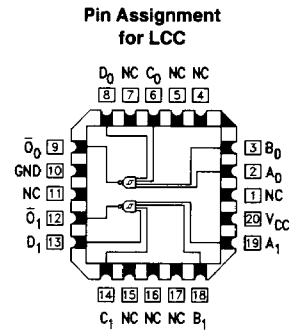 Pin Assignment
for LCC
D0 NC C0 NC NC
8 7 6 5 4
O̅0 9
GND 10
NC 11
O̅1 12
D1 13
3 B0
2 A0
1 NC
20 VCC
19 A1
14 15 16 17 18
C1 NC NC NC B1